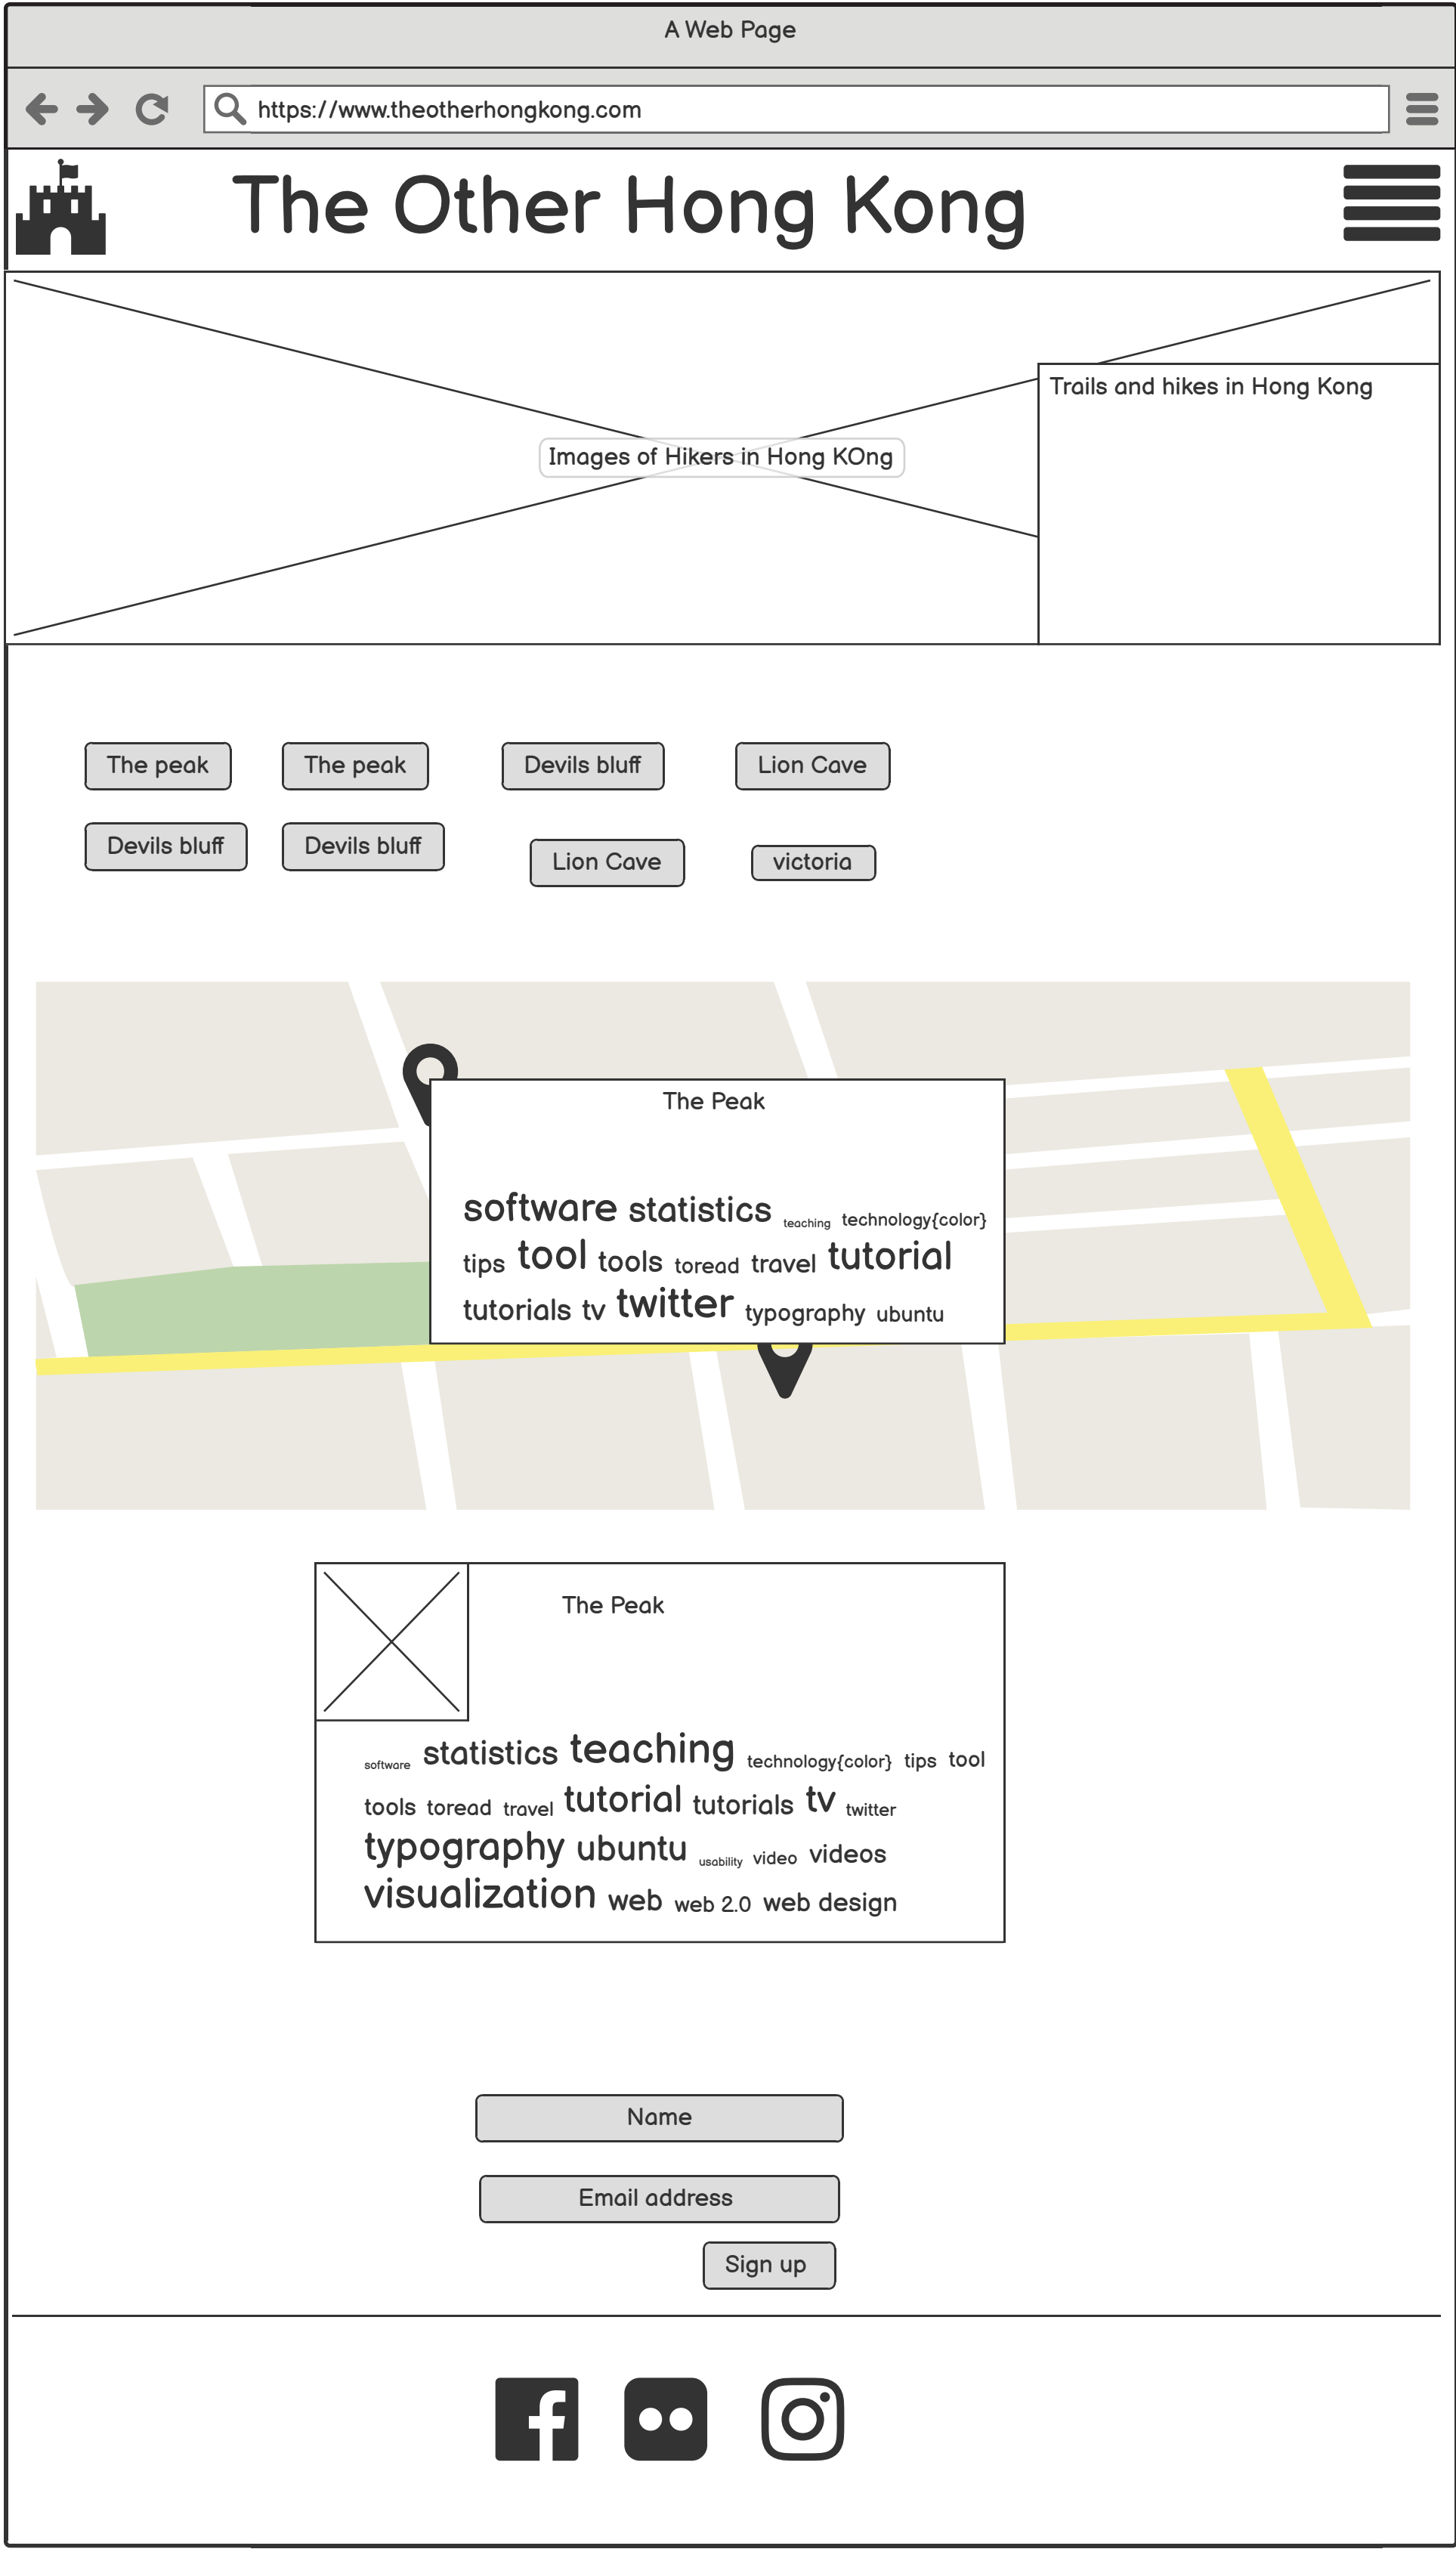 A Web Page
https://www.theotherhongkong.com
The Other Hong Kong
Trails and hikes in Hong Kong
Images of Hikers in Hong KOng
The peak The peak Devils bluff Lion Cave
Devils bluff Devils bluff Lion Cave victoria
The Peak
software statistics teaching technology{color}
tips tool tools toread travel tutorial
tutorials tv twitter typography ubuntu
The Peak
software statistics teaching technology{color} tips tool
tools toread travel tutorial tutorials tv twitter
typography ubuntu usability video videos
visualization web web 2.0 web design
Name
Email address
Sign up